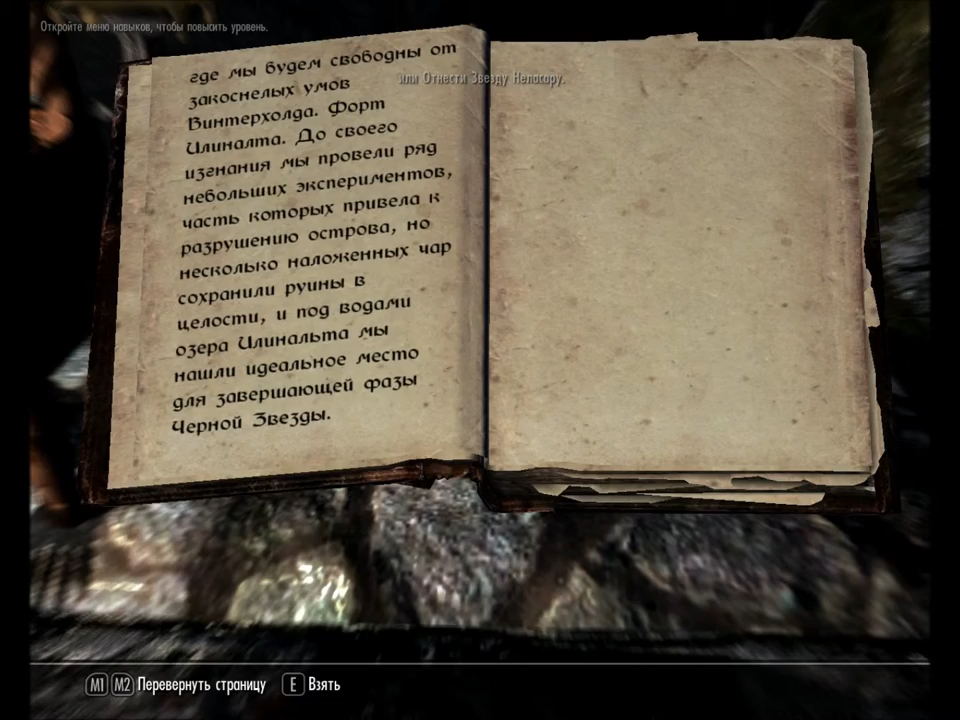 Откройте меню навыков, чтобы повысить уровень.
где мы будем свободны от
или Отнести Звезду Неласару.
закоснелых умов
Винтерхолда. Форт
Илиналта. До своего
изгнания мы провели ряд
небольших экспериментов,
часть которых привела к
разрушению острова, но
несколько наложенных чар
сохранили руины в
целости, и под водами
озера Илинальта мы
нашли идеальное место
для завершающей фазы
Черной Звезды.
M1 M2 Перевернуть страницу E Взять